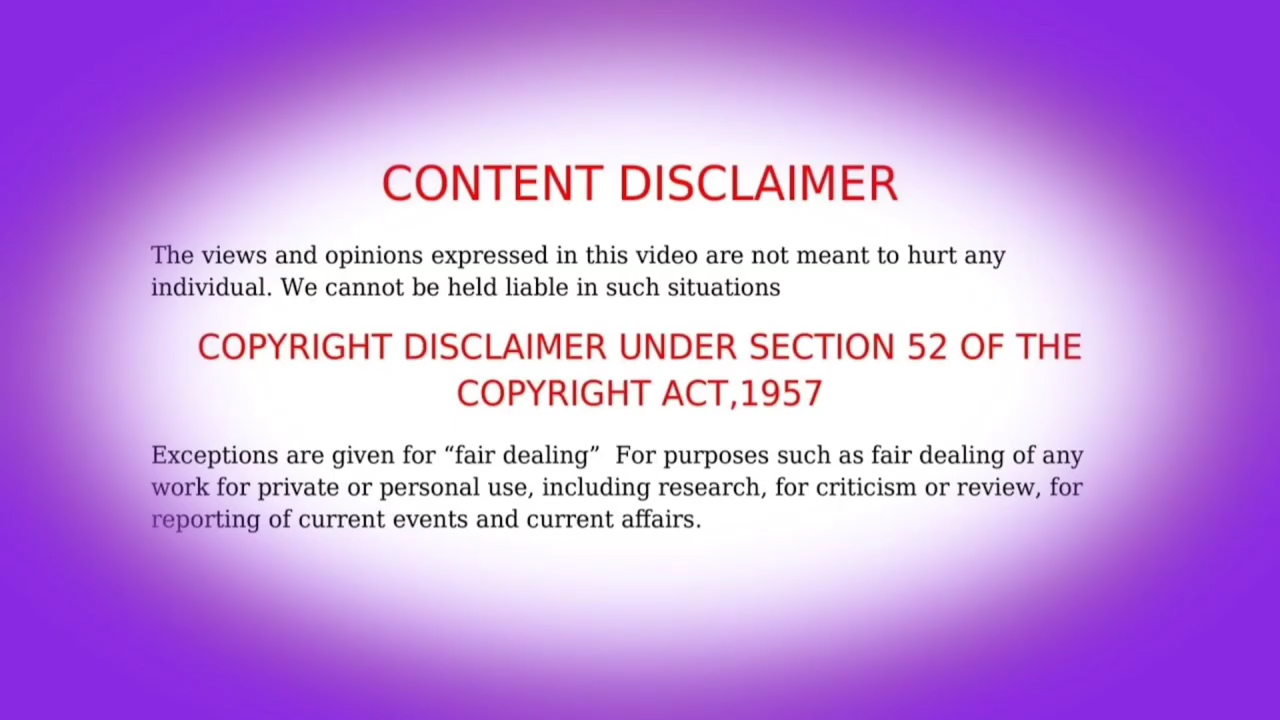 CONTENT DISCLAIMER
The views and opinions expressed in this video are not meant to hurt any
individual. We cannot be held liable in such situations
COPYRIGHT DISCLAIMER UNDER SECTION 52 OF THE
COPYRIGHT ACT,1957
Exceptions are given for “fair dealing”  For purposes such as fair dealing of any
work for private or personal use, including research, for criticism or review, for
reporting of current events and current affairs.